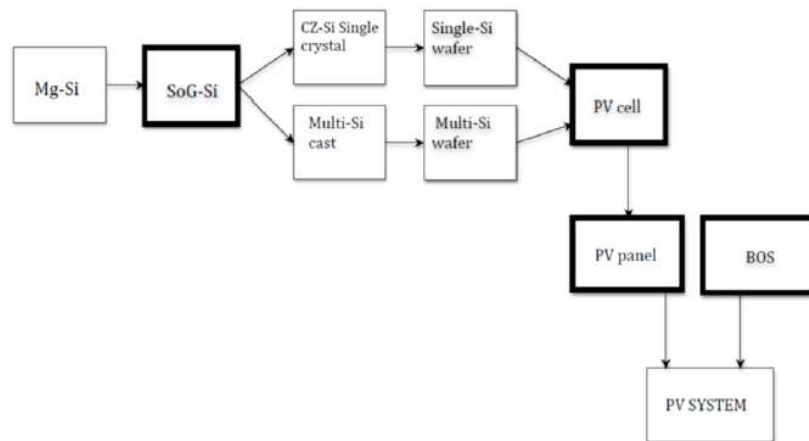 Mg-Si
SoG-Si
CZ-Si Single
crystal
Single-Si
wafer
Multi-Si
cast
Multi-Si
wafer
PV cell
PV panel
BOS
PV SYSTEM